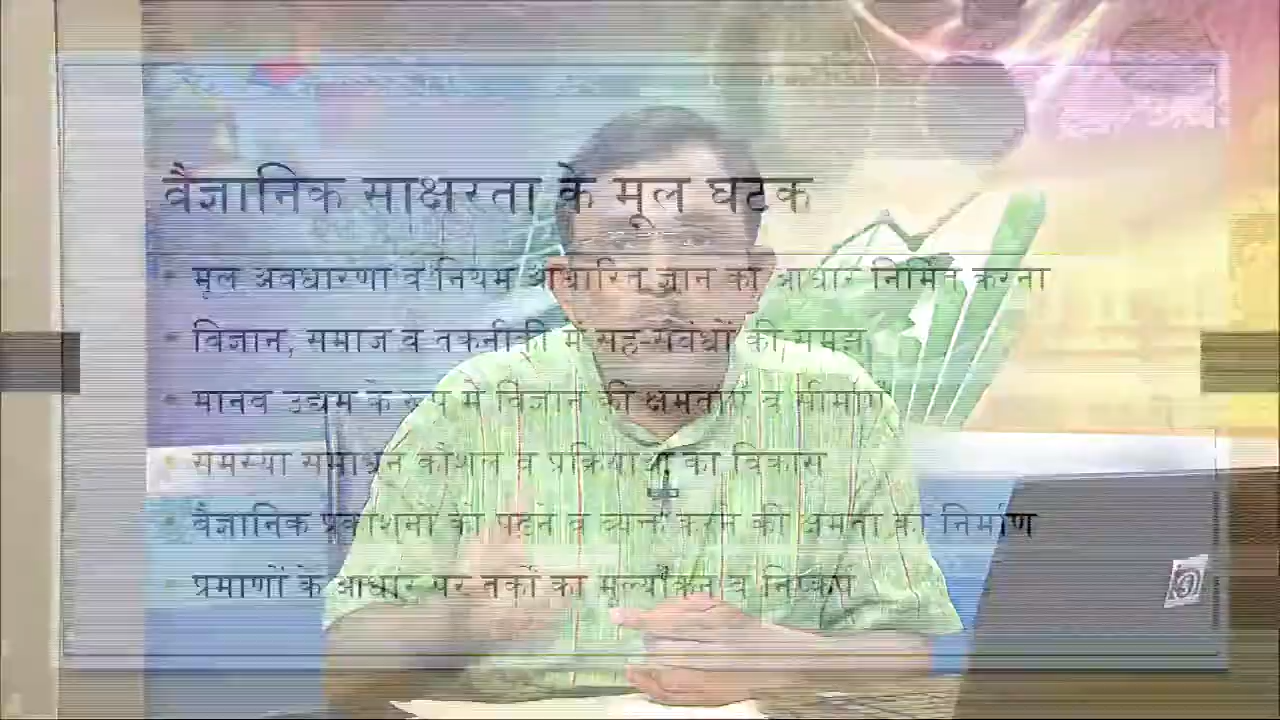 वैज्ञानिक साक्षरता के मूल घटक
मूल अवधारणा व नियम आधारित ज्ञान का आधार निर्मित करना
विज्ञान, समाज व तकनीकी में सह-संबंधों की समझ
मानव उद्यम के रूप में विज्ञान की क्षमताएं व सीमाएं
समस्या समाधान कौशल व प्रक्रियाओं का विकास
वैज्ञानिक प्रकाशनों को पढ़ने व व्यक्त करने की क्षमता का निर्माण
प्रमाणों के आधार पर तर्कों का मूल्यांकन व निष्कर्ष